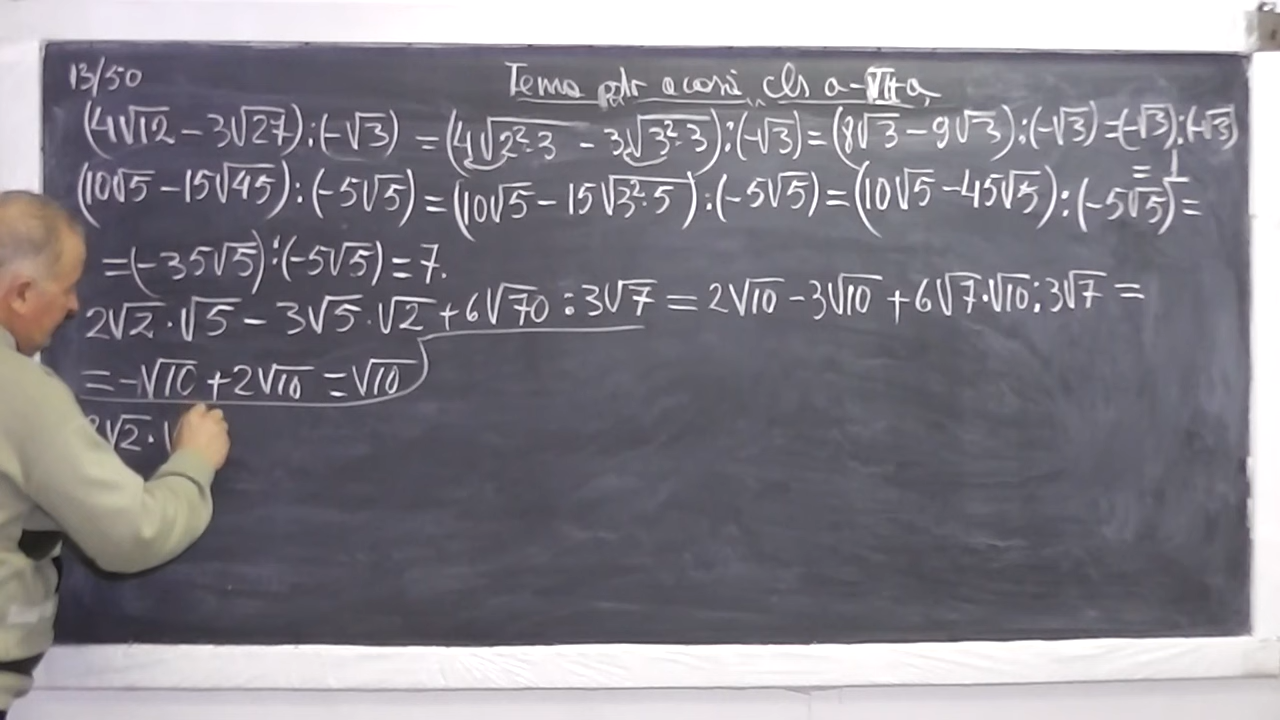 13/50
Tema ptr acasă cls a-VII-a
(4√12 - 3√27):(-√3) = (4√2²·3 - 3√3²·3):(-√3) = (8√3 - 9√3):(-√3) = (-√3):(-√3)
= 1
(10√5 - 15√45):(-5√5) = (10√5 - 15√3²·5):(-5√5) = (10√5 - 45√5):(-5√5) =
= (-35√5):(-5√5) = 7.
2√2·√5 - 3√5·√2 + 6√70:3√7 = 2√10 - 3√10 + 6√7·√10:3√7 =
= -√10 + 2√10 = √10
√2·√